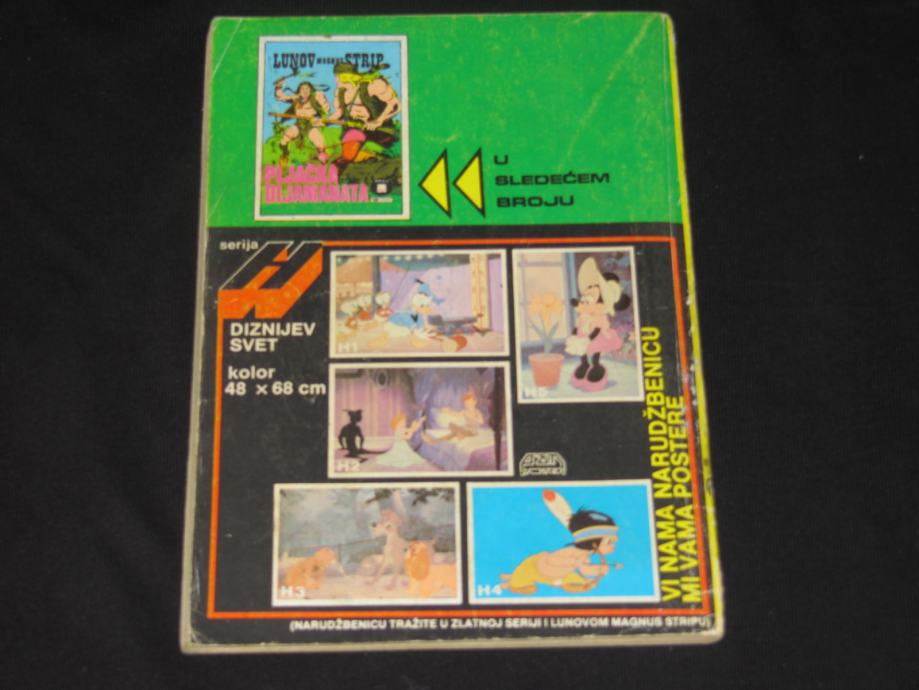 LUNOV MAGNUS STRIP
PLJAČKA
DIJAMANATA
U
SLEDEĆEM
BROJU
serija
H
DIZNIJEV
SVET
kolor
48 x 68 cm
H1
H5
H2
H3
H4
VI NAMA NARUDŽBENICU
MI VAMA POSTERE
(NARUDŽBENICU TRAŽITE U ZLATNOJ SERIJI I LUNOVOM MAGNUS STRIPU)